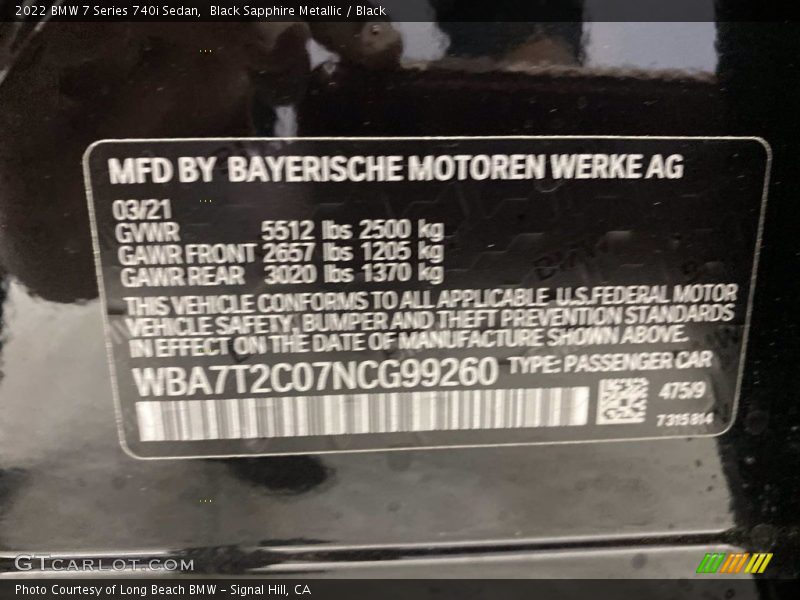 2022 BMW 7 Series 740i Sedan, Black Sapphire Metallic / Black
MFD BY BAYERISCHE MOTOREN WERKE AG
03/21
GVWR 5512 lbs 2500 kg
GAWR FRONT 2657 lbs 1205 kg
GAWR REAR 3020 lbs 1370 kg
THIS VEHICLE CONFORMS TO ALL APPLICABLE U.S.FEDERAL MOTOR
VEHICLE SAFETY, BUMPER AND THEFT PREVENTION STANDARDS
IN EFFECT ON THE DATE OF MANUFACTURE SHOWN ABOVE.
WBA7T2C07NCG99260 TYPE: PASSENGER CAR
475/9
7315814
GTCARLOT.COM
Photo Courtesy of Long Beach BMW - Signal Hill, CA